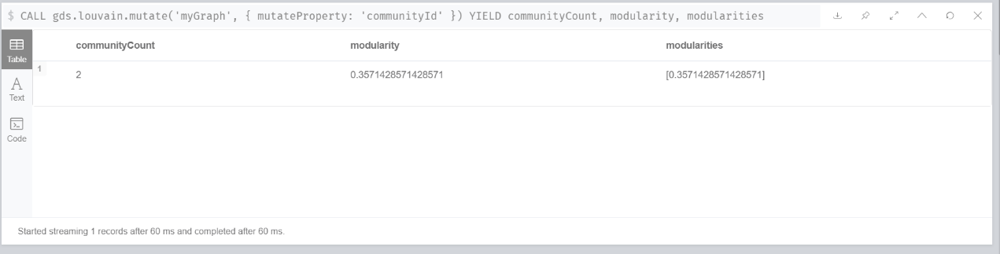 $ CALL gds.louvain.mutate('myGraph', { mutateProperty: 'communityId' }) YIELD communityCount, modularity, modularities
communityCount modularity modularities
Table
1
2 0.3571428571428571 [0.3571428571428571]
A
Text
Code
Started streaming 1 records after 60 ms and completed after 60 ms.